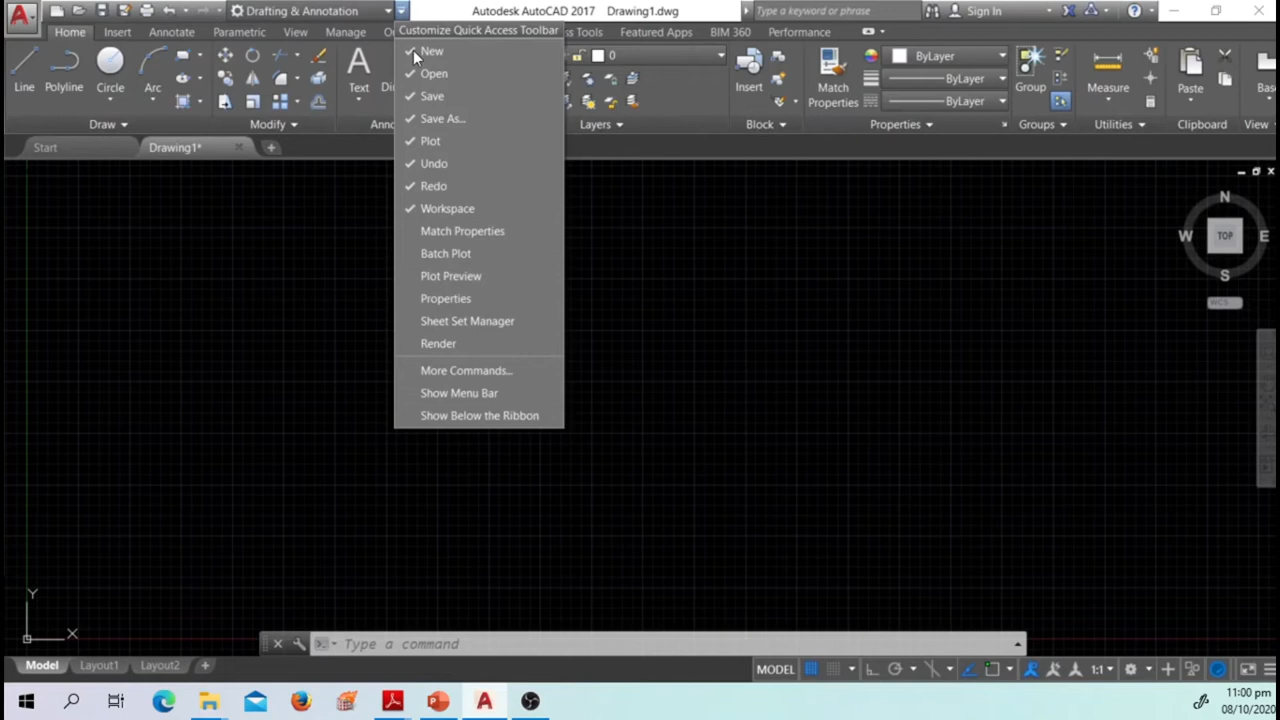 Drafting & Annotation
Autodesk AutoCAD 2017 Drawing1.dwg
Type a keyword or phrase
Sign In
Home Insert Annotate Parametric View Manage
Tools Featured Apps BIM 360 Performance
Customize Quick Access Toolbar
New
Open
Save
Save As...
Plot
Undo
Redo
Workspace
Match Properties
Batch Plot
Plot Preview
Properties
Sheet Set Manager
Render
More Commands...
Show Menu Bar
Show Below the Ribbon
Line Polyline Circle Arc
Text
0
Insert
Match
Properties
ByLayer
ByLayer
ByLayer
Group
Measure
Paste
Draw Modify Layers Block Properties Groups Utilities Clipboard View
Start Drawing1*
N
W TOP E
S
WCS
Y
X
Type a command
Model Layout1 Layout2
MODEL 1:1
11:00 pm
08/10/2020